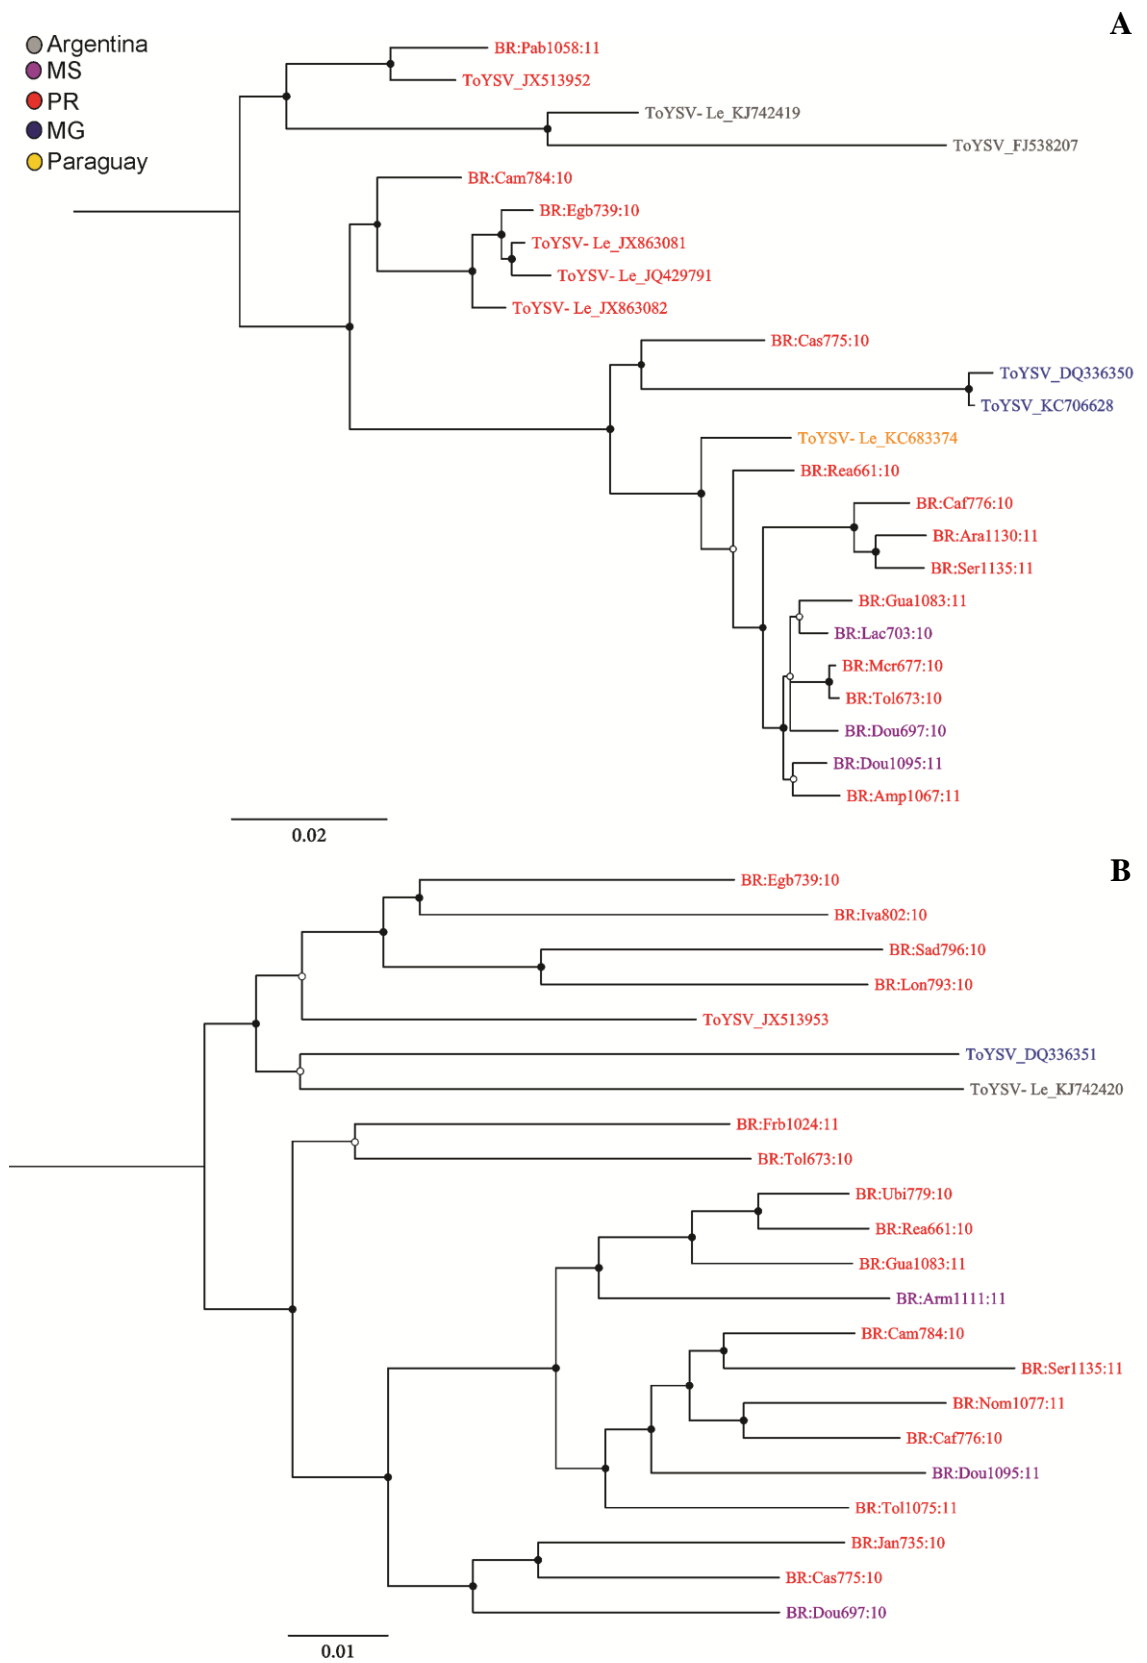 A
Argentina
MS
PR
MG
Paraguay
BR:Pab1058:11
ToYSV_JX513952
ToYSV- Le_KJ742419
ToYSV_FJ538207
BR:Cam784:10
BR:Egb739:10
ToYSV- Le_JX863081
ToYSV- Le_JQ429791
ToYSV- Le_JX863082
BR:Cas775:10
ToYSV_DQ336350
ToYSV_KC706628
ToYSV- Le_KC683374
BR:Rea661:10
BR:Caf776:10
BR:Ara1130:11
BR:Ser1135:11
BR:Gua1083:11
BR:Lac703:10
BR:Mcr677:10
BR:Tol673:10
BR:Dou697:10
BR:Dou1095:11
BR:Amp1067:11
0.02
B
BR:Egb739:10
BR:Iva802:10
BR:Sad796:10
BR:Lon793:10
ToYSV_JX513953
ToYSV_DQ336351
ToYSV- Le_KJ742420
BR:Frb1024:11
BR:Tol673:10
BR:Ubi779:10
BR:Rea661:10
BR:Gua1083:11
BR:Arm1111:11
BR:Cam784:10
BR:Ser1135:11
BR:Nom1077:11
BR:Caf776:10
BR:Dou1095:11
BR:Tol1075:11
BR:Jan735:10
BR:Cas775:10
BR:Dou697:10
0.01